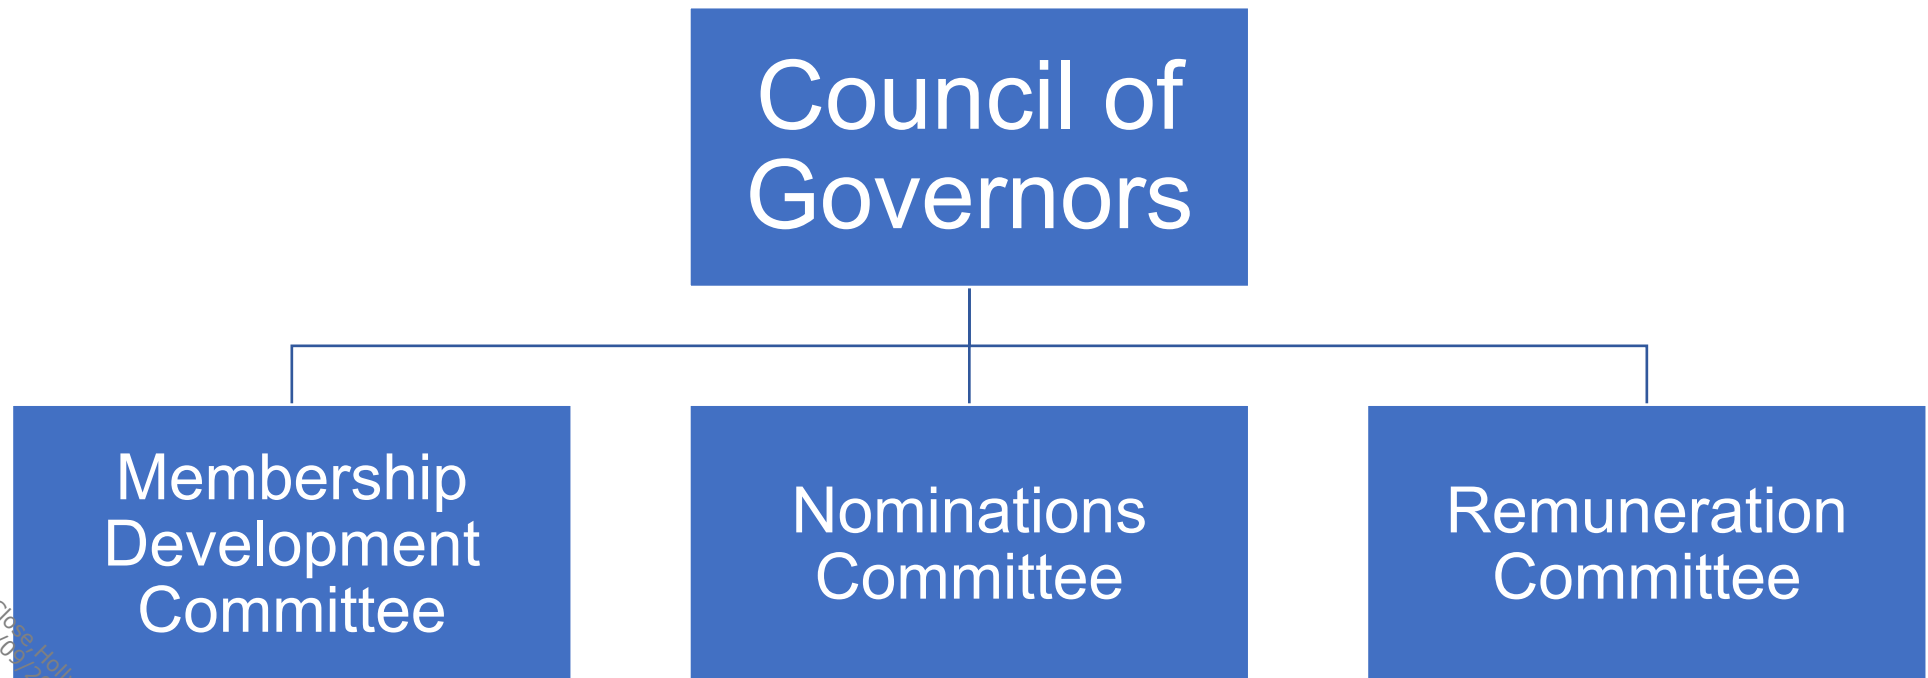 Council of
Governors
Membership
Development
Committee
Nominations
Committee
Remuneration
Committee